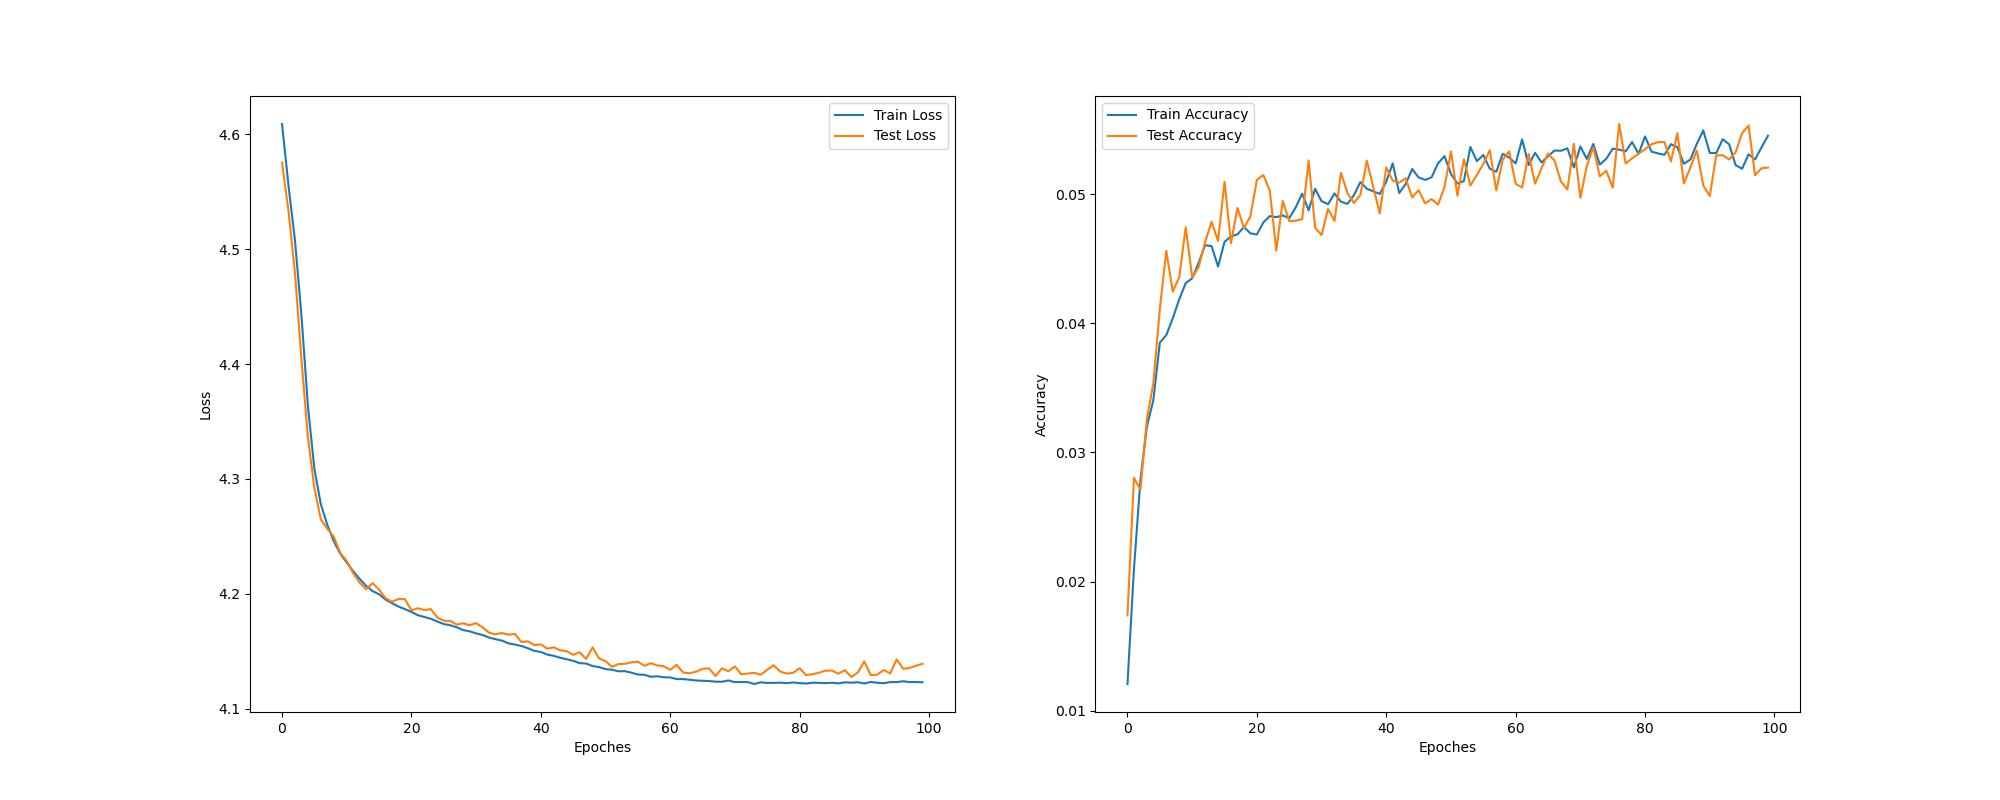 Train Loss
Test Loss
4.6
4.5
4.4
4.3
4.2
4.1
Loss
0 20 40 60 80 100
Epoches
Train Accuracy
Test Accuracy
0.05
0.04
0.03
0.02
0.01
Accuracy
0 20 40 60 80 100
Epoches